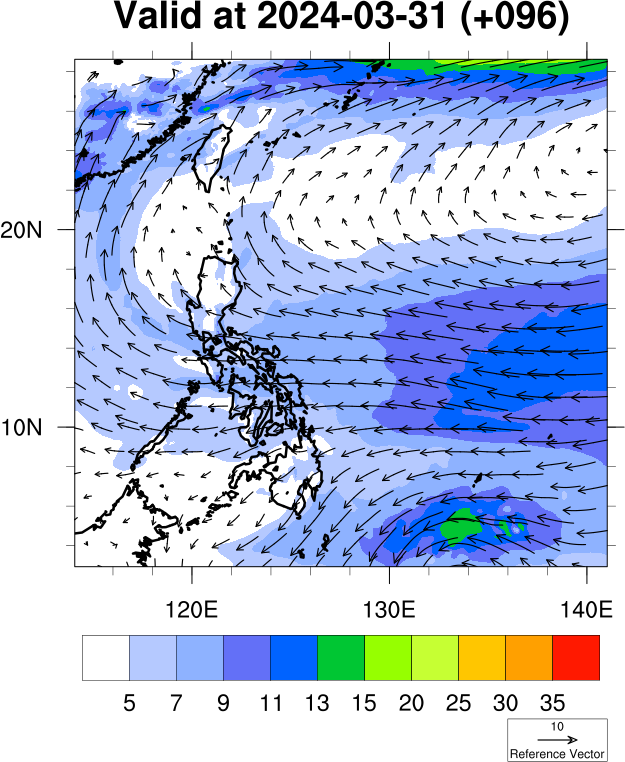 Valid at 2024-03-31 (+096)
20N
10N
120E 130E 140E
5 7 9 11 13 15 20 25 30 35
10
Reference Vector